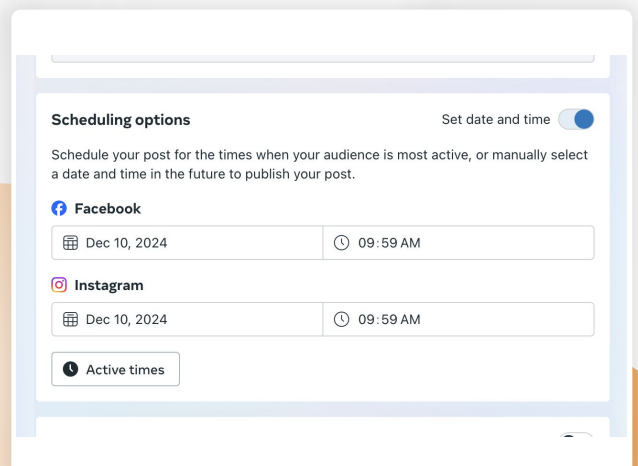 Scheduling options
Set date and time
Schedule your post for the times when your audience is most active, or manually select
a date and time in the future to publish your post.
Facebook
Dec 10, 2024
09:59 AM
Instagram
Dec 10, 2024
09:59 AM
Active times